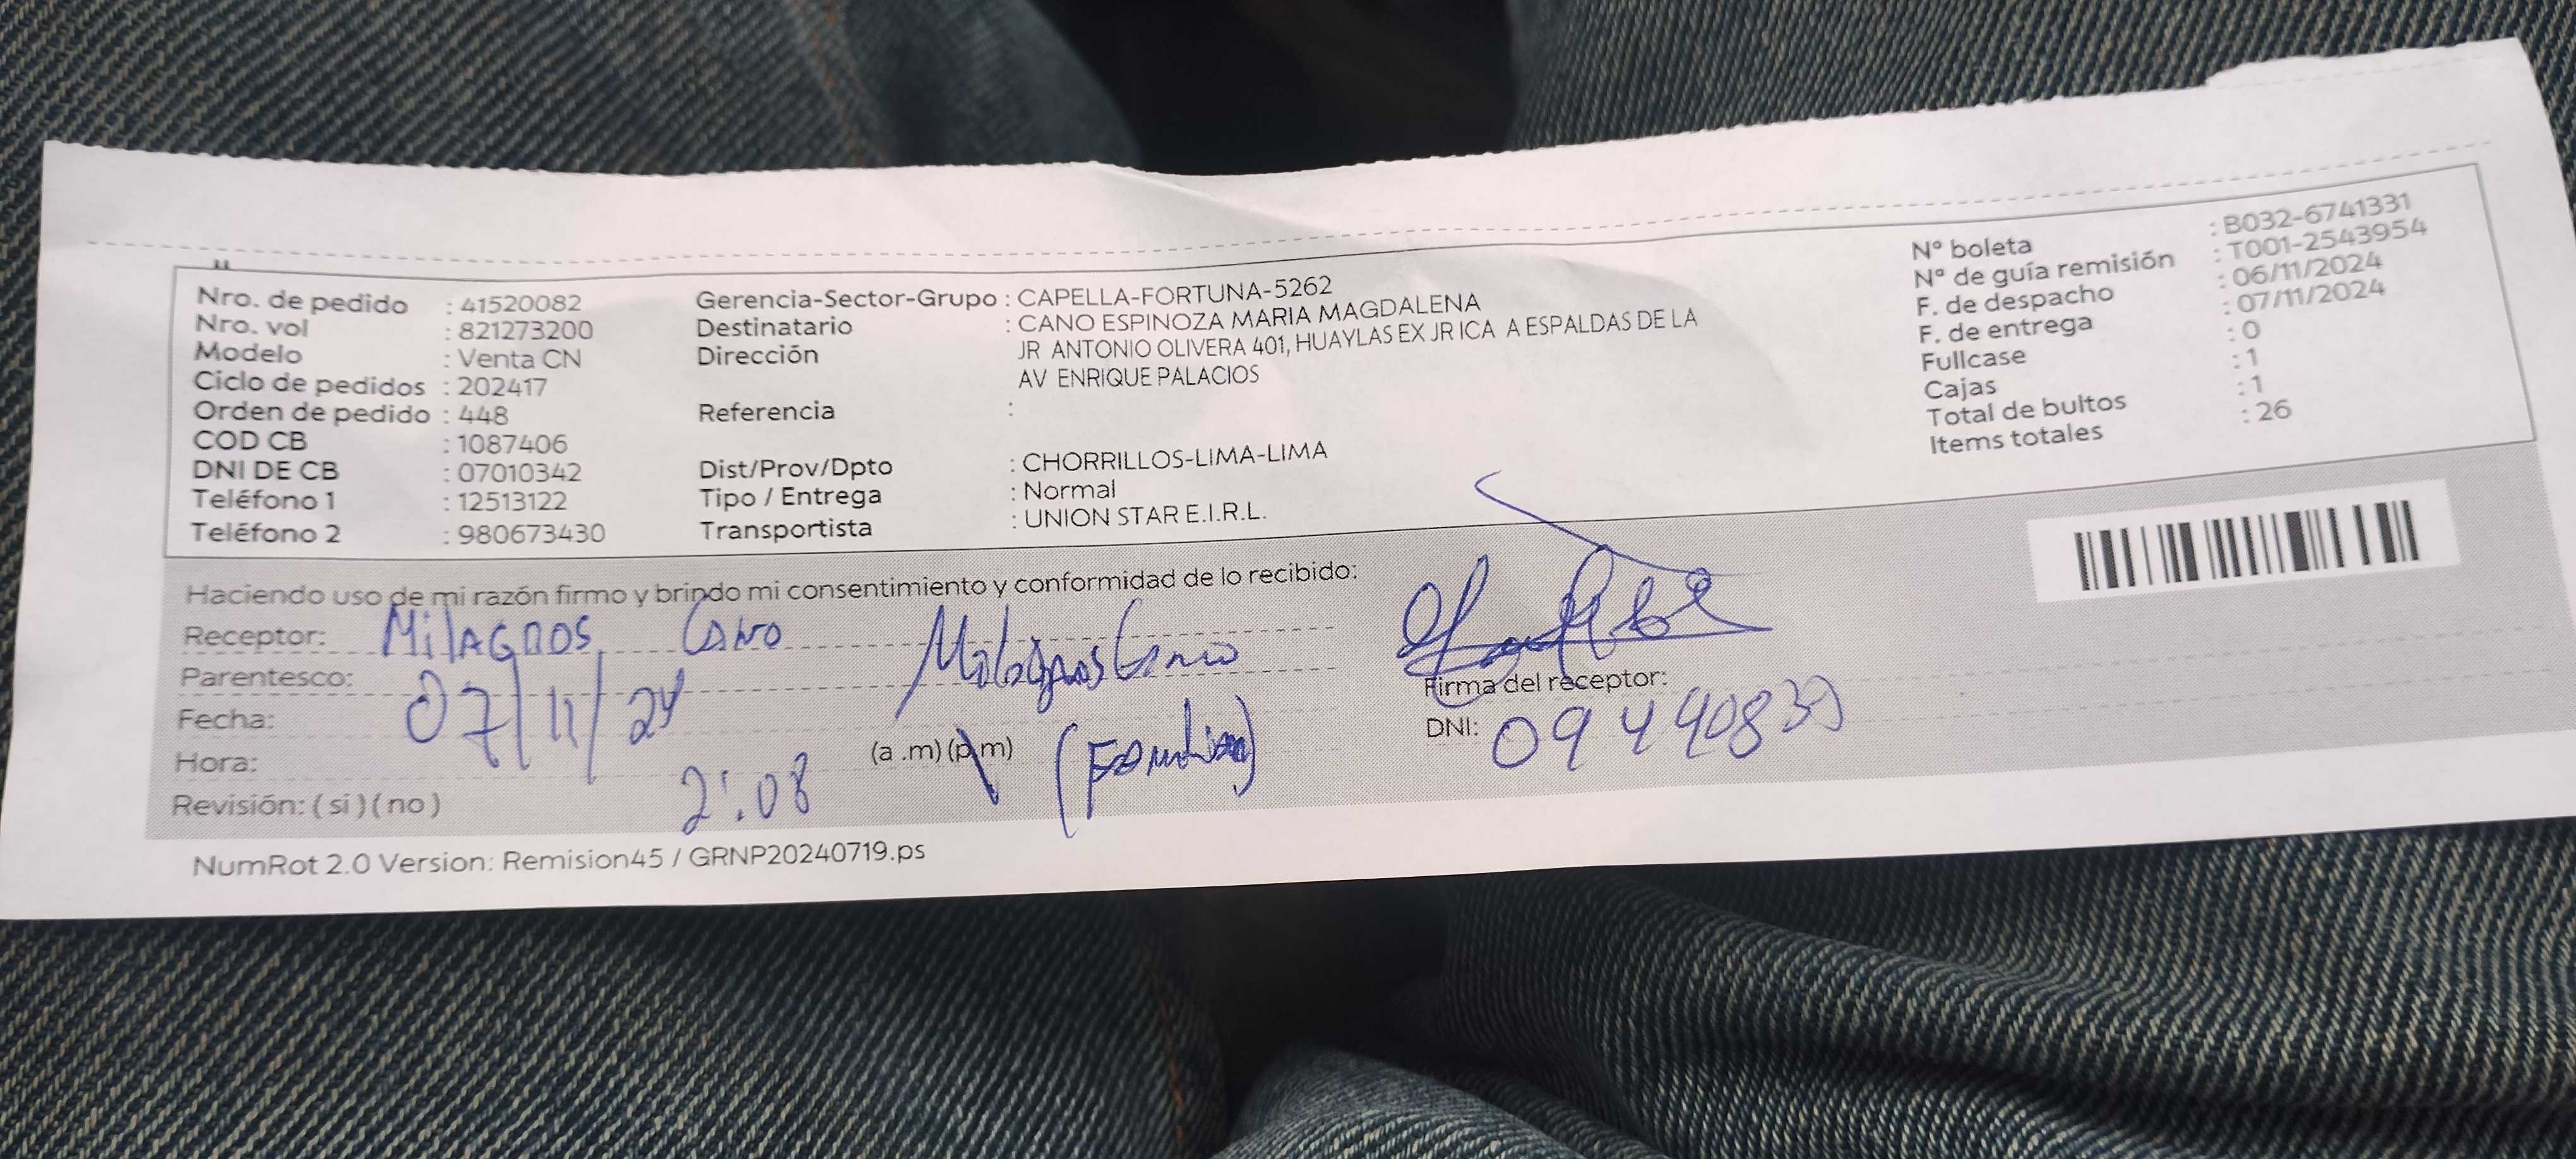 Nro. de pedido : 41520082
Nro. vol : 821273200
Modelo : Venta CN
Ciclo de pedidos : 202417
Orden de pedido : 448
COD CB : 1087406
DNI DE CB : 07010342
Teléfono 1 : 12513122
Teléfono 2 : 980673430
Gerencia-Sector-Grupo : CAPELLA-FORTUNA-5262
Destinatario : CANO ESPINOZA MARIA MAGDALENA
Dirección JR ANTONIO OLIVERA 401, HUAYLAS EX JR ICA A ESPALDAS DE LA
AV ENRIQUE PALACIOS
Referencia :
Dist/Prov/Dpto : CHORRILLOS-LIMA-LIMA
Tipo / Entrega : Normal
Transportista : UNION STAR E.I.R.L.
N° boleta : B032-6741331
N° de guía remisión : T001-2543954
F. de despacho : 06/11/2024
F. de entrega : 07/11/2024
Fullcase : 0
Cajas : 1
Total de bultos : 1
Items totales : 26
Haciendo uso de mi razón firmo y brindo mi consentimiento y conformidad de lo recibido:
Receptor: MilAGROS CANO
Milagros Cano
Parentesco:
Fecha: 07/11/24
Hora: 2:08 (a .m) (p.m)
Revisión: ( si ) ( no )
Firma del receptor:
DNI: 09440839
NumRot 2.0 Version: Remision45 / GRNP20240719.ps